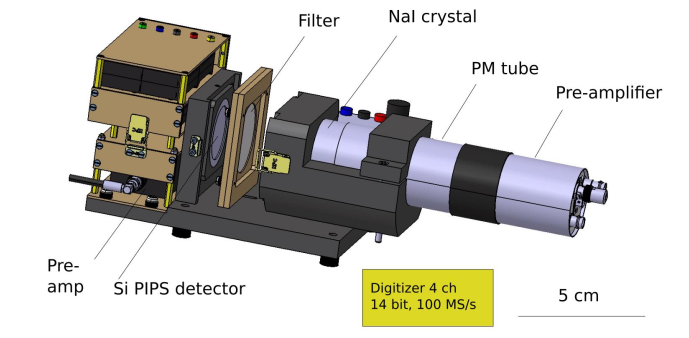 Filter
NaI crystal
PM tube
Pre-amplifier
Pre-
amp
Si PIPS detector
Digitizer 4 ch
14 bit, 100 MS/s
5 cm